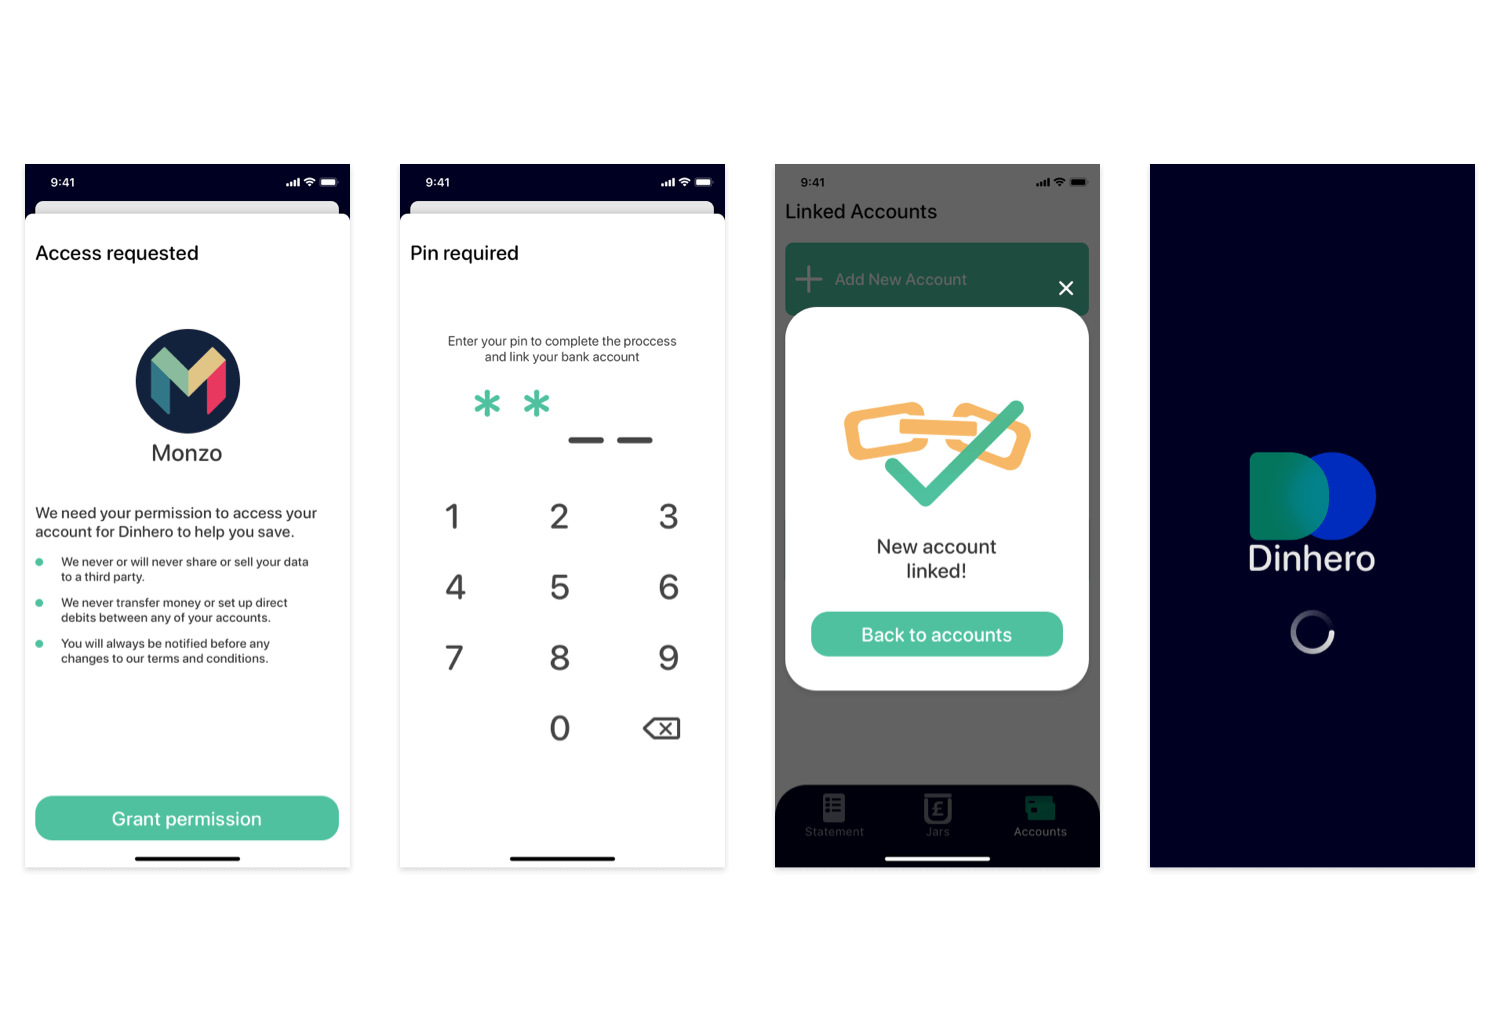 9:41
Access requested
Monzo
We need your permission to access your
account for Dinhero to help you save.
We never or will never share or sell your data
to a third party.
We never transfer money or set up direct
debits between any of your accounts.
You will always be notified before any
changes to our terms and conditions.
Grant permission
9:41
Pin required
Enter your pin to complete the proccess
and link your bank account
* *
1 2 3
4 5 6
7 8 9
0
9:41
Linked Accounts
Add New Account
New account
linked!
Back to accounts
£
Statement Jars Accounts
Dinhero